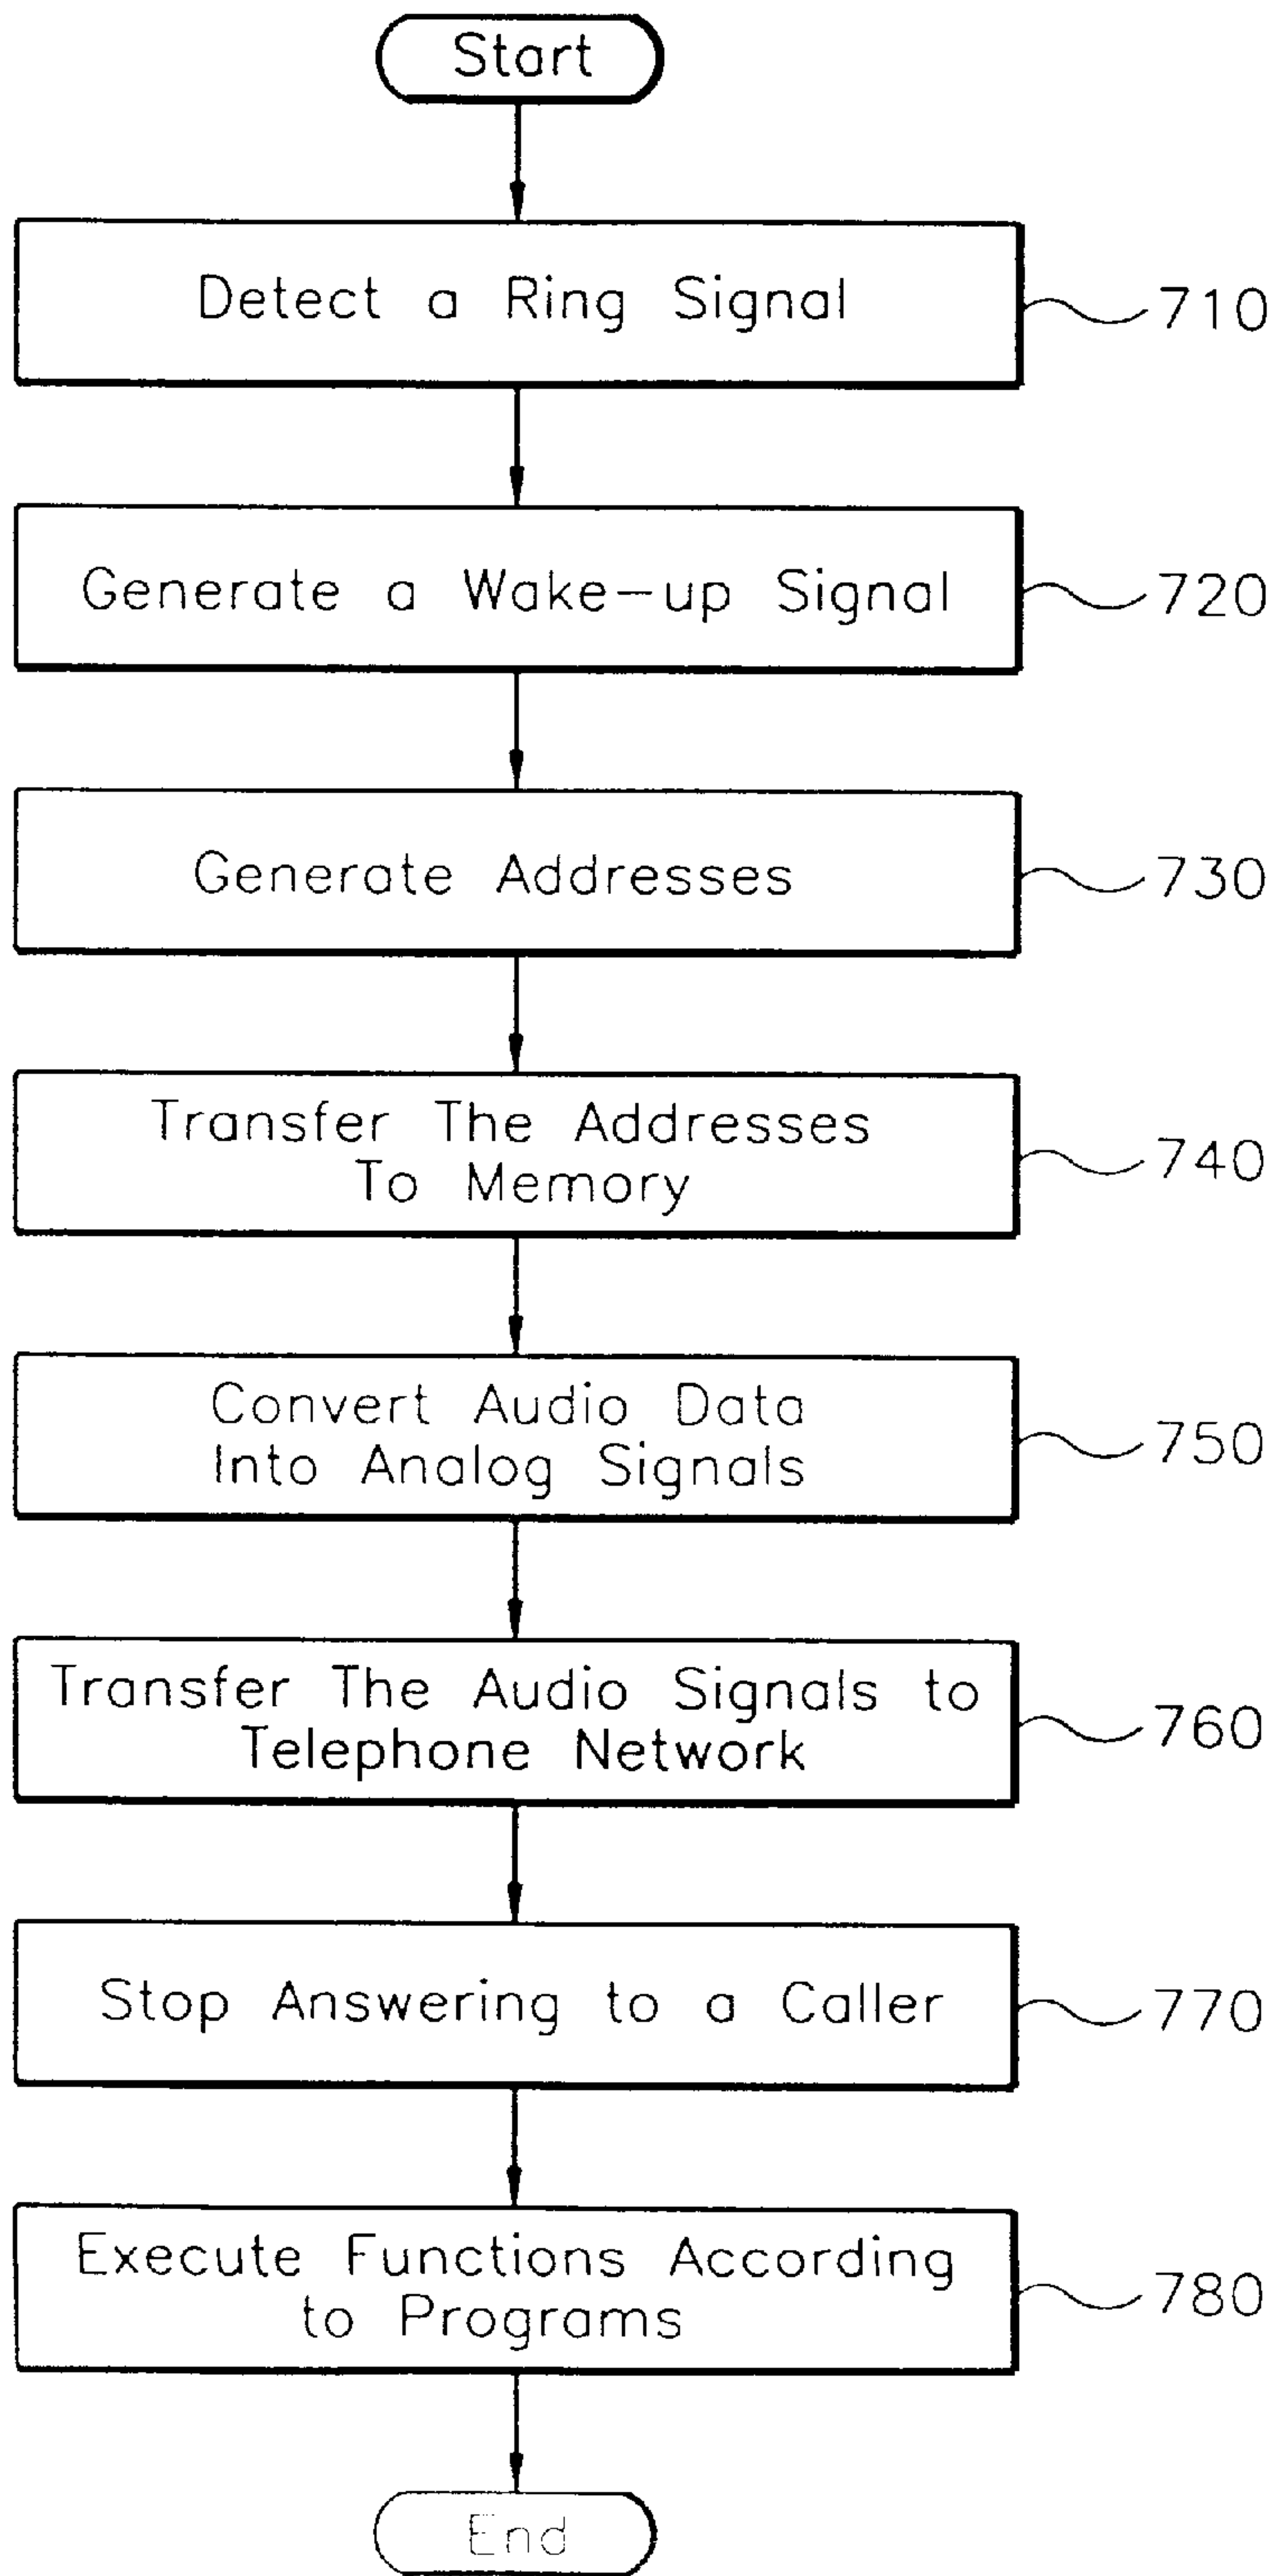 Start
Detect a Ring Signal
710
Generate a Wake-up Signal
720
Generate Addresses
730
Transfer The Addresses
To Memory
740
Convert Audio Data
Into Analog Signals
750
Transfer The Audio Signals to
Telephone Network
760
Stop Answering to a Caller
770
Execute Functions According
to Programs
780
End